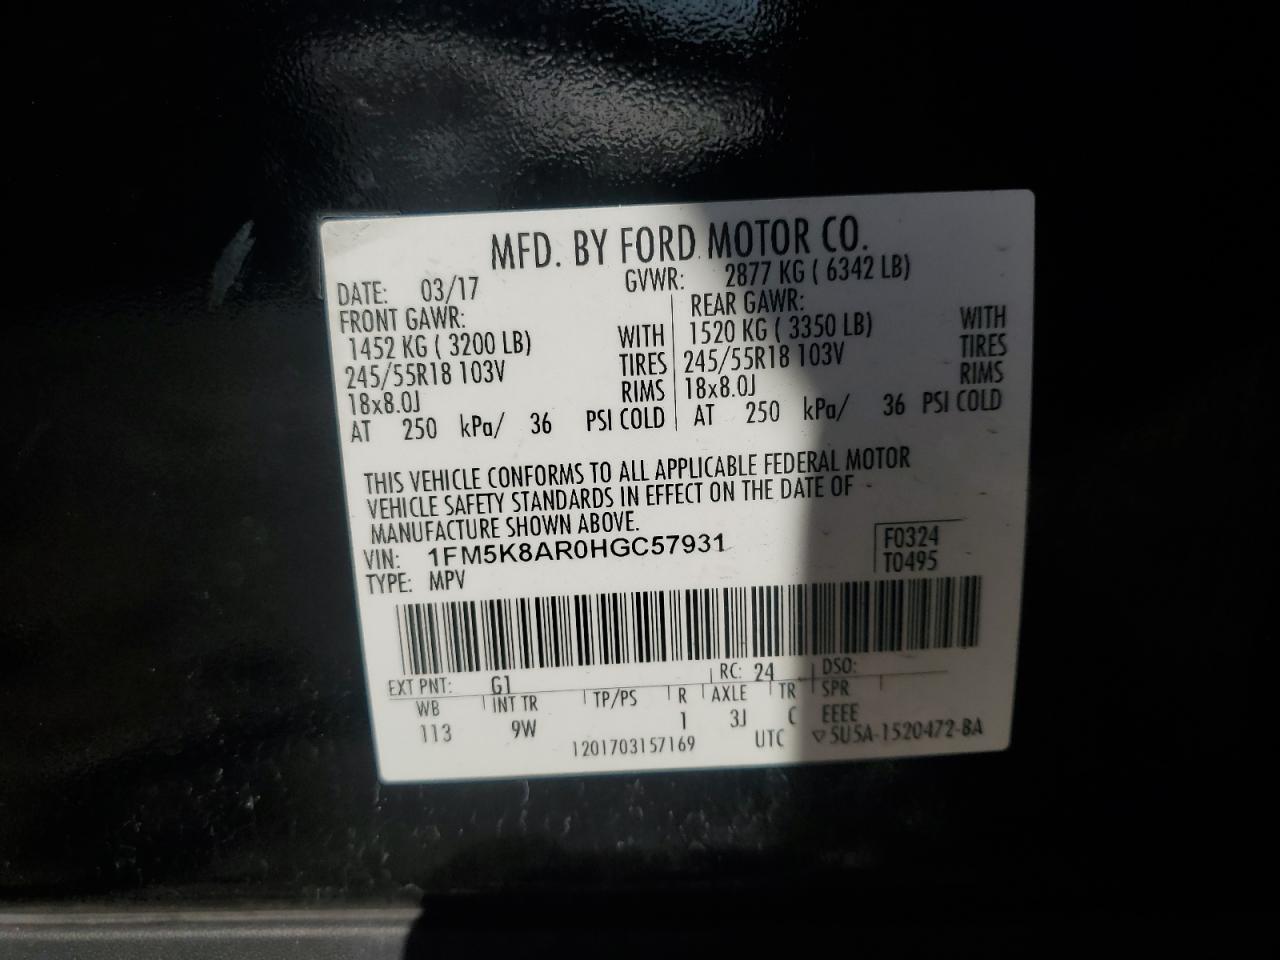 MFD. BY FORD MOTOR CO.
DATE: 03/17 GVWR: 2877 KG ( 6342 LB)
FRONT GAWR: REAR GAWR:
1452 KG ( 3200 LB) WITH 1520 KG ( 3350 LB) WITH
245/55R18 103V TIRES 245/55R18 103V TIRES
18x8.0J RIMS 18x8.0J RIMS
AT 250 kPa/ 36 PSI COLD AT 250 kPa/ 36 PSI COLD
THIS VEHICLE CONFORMS TO ALL APPLICABLE FEDERAL MOTOR
VEHICLE SAFETY STANDARDS IN EFFECT ON THE DATE OF
MANUFACTURE SHOWN ABOVE.
VIN: 1FM5K8AR0HGC57931 F0324
TYPE: MPV T0495
EXT PNT: G1 RC: 24 DSO:
WB INT TR TP/PS R AXLE TR SPR
113 9W 1 3J C EEEE
1201703157169 UTC ▽5U5A-1520472-BA